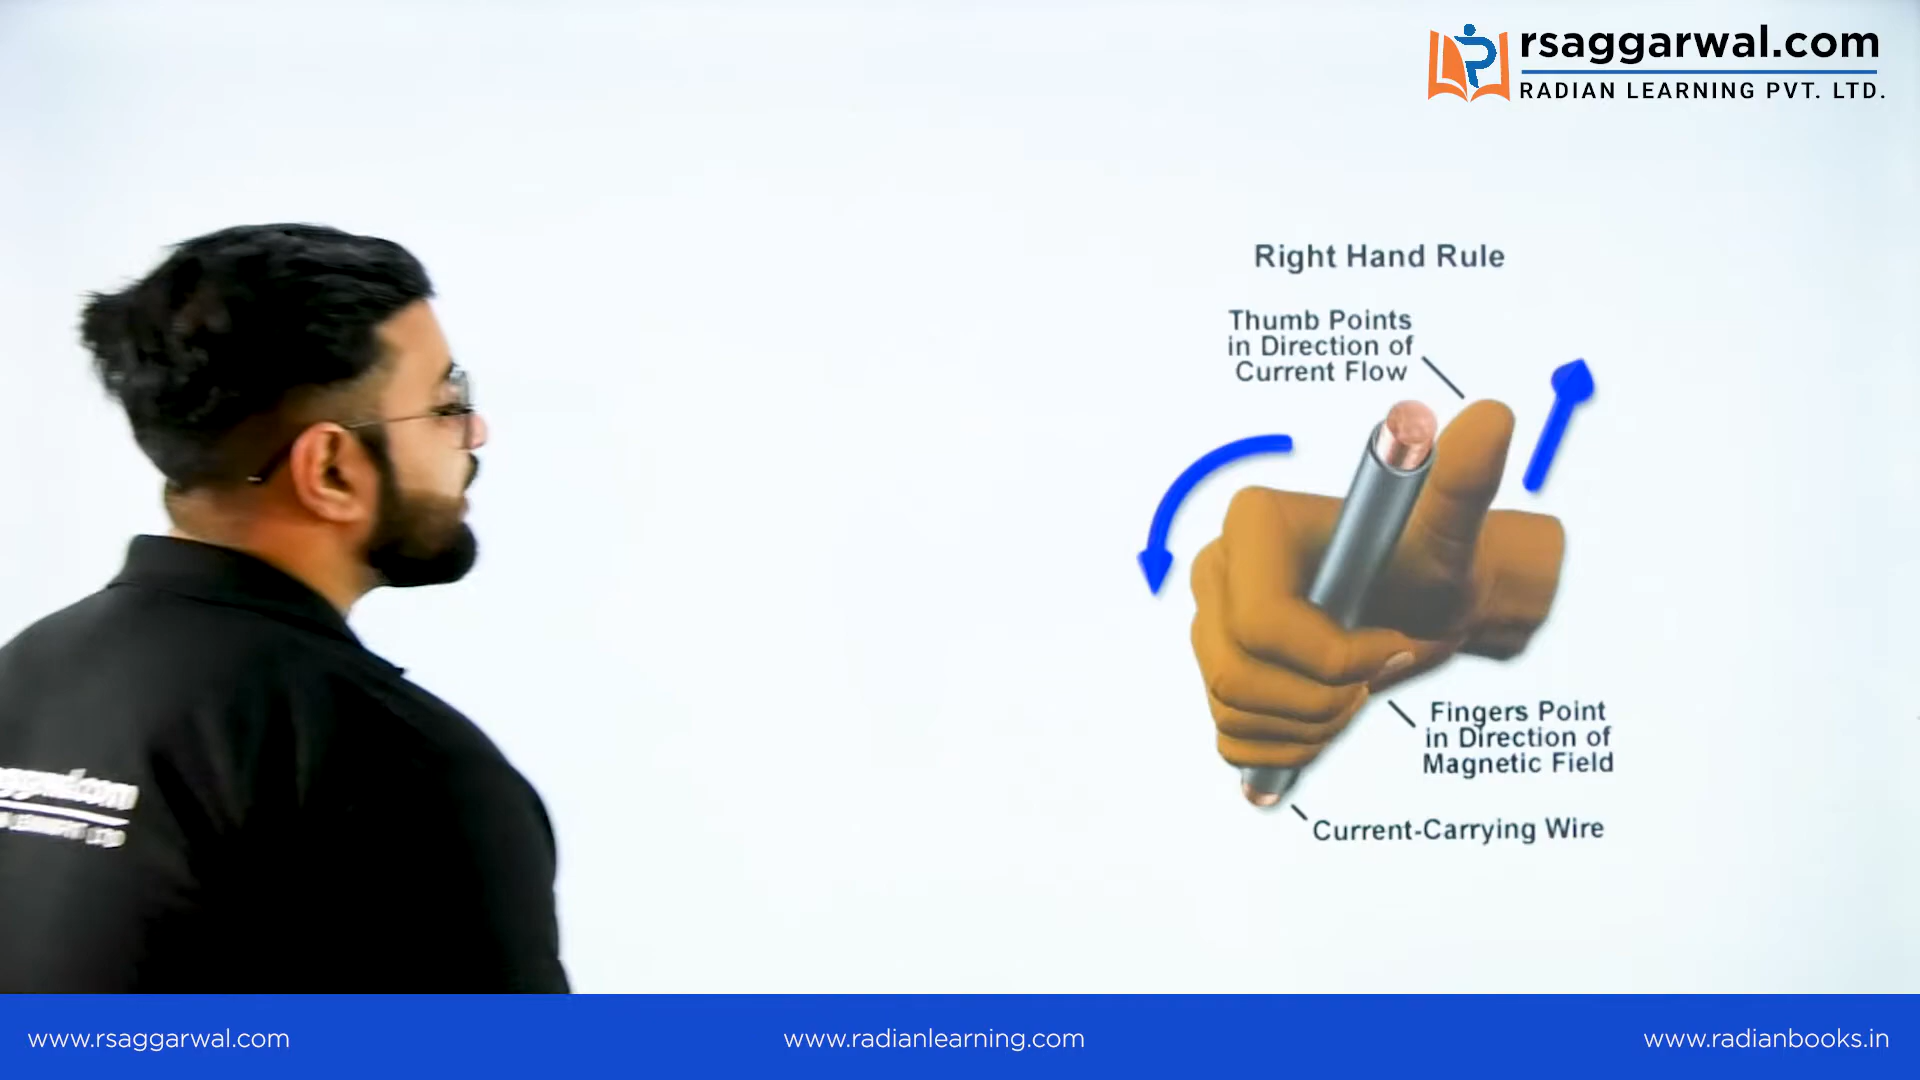 rsaggarwal.com
RADIAN LEARNING PVT. LTD.
Right Hand Rule
Thumb Points
in Direction of
Current Flow
Fingers Point
in Direction of
Magnetic Field
Current-Carrying Wire
www.rsaggarwal.com
www.radianlearning.com
www.radianbooks.in